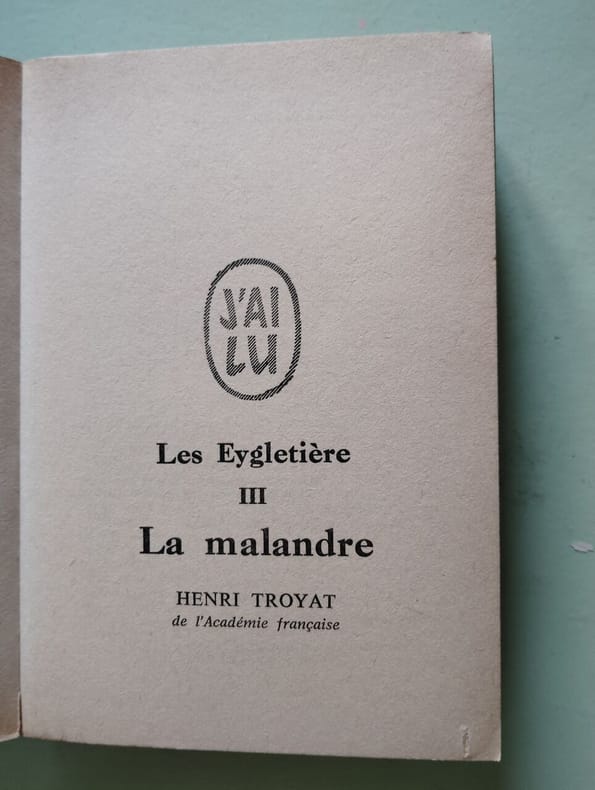 J'AI
LU
Les Eygletière
III
La malandre
HENRI TROYAT
de l'Académie française